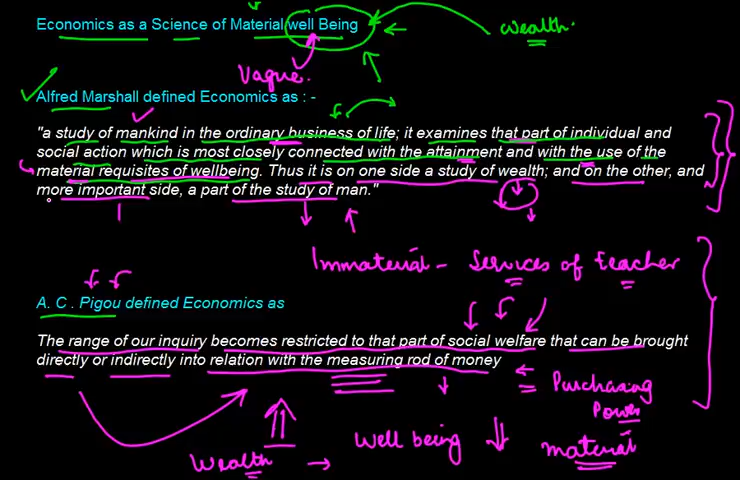 Economics as a Science of Material well Being
Wealth.
Vague.
Alfred Marshall defined Economics as : -
"a study of mankind in the ordinary business of life; it examines that part of individual and
social action which is most closely connected with the attainment and with the use of the
material requisites of wellbeing. Thus it is on one side a study of wealth; and on the other, and
more important side, a part of the study of man."
Immaterial - Services of teacher
A. C . Pigou defined Economics as
The range of our inquiry becomes restricted to that part of social welfare that can be brought
directly or indirectly into relation with the measuring rod of money
Purchasing
Power
Wealth → Well being material